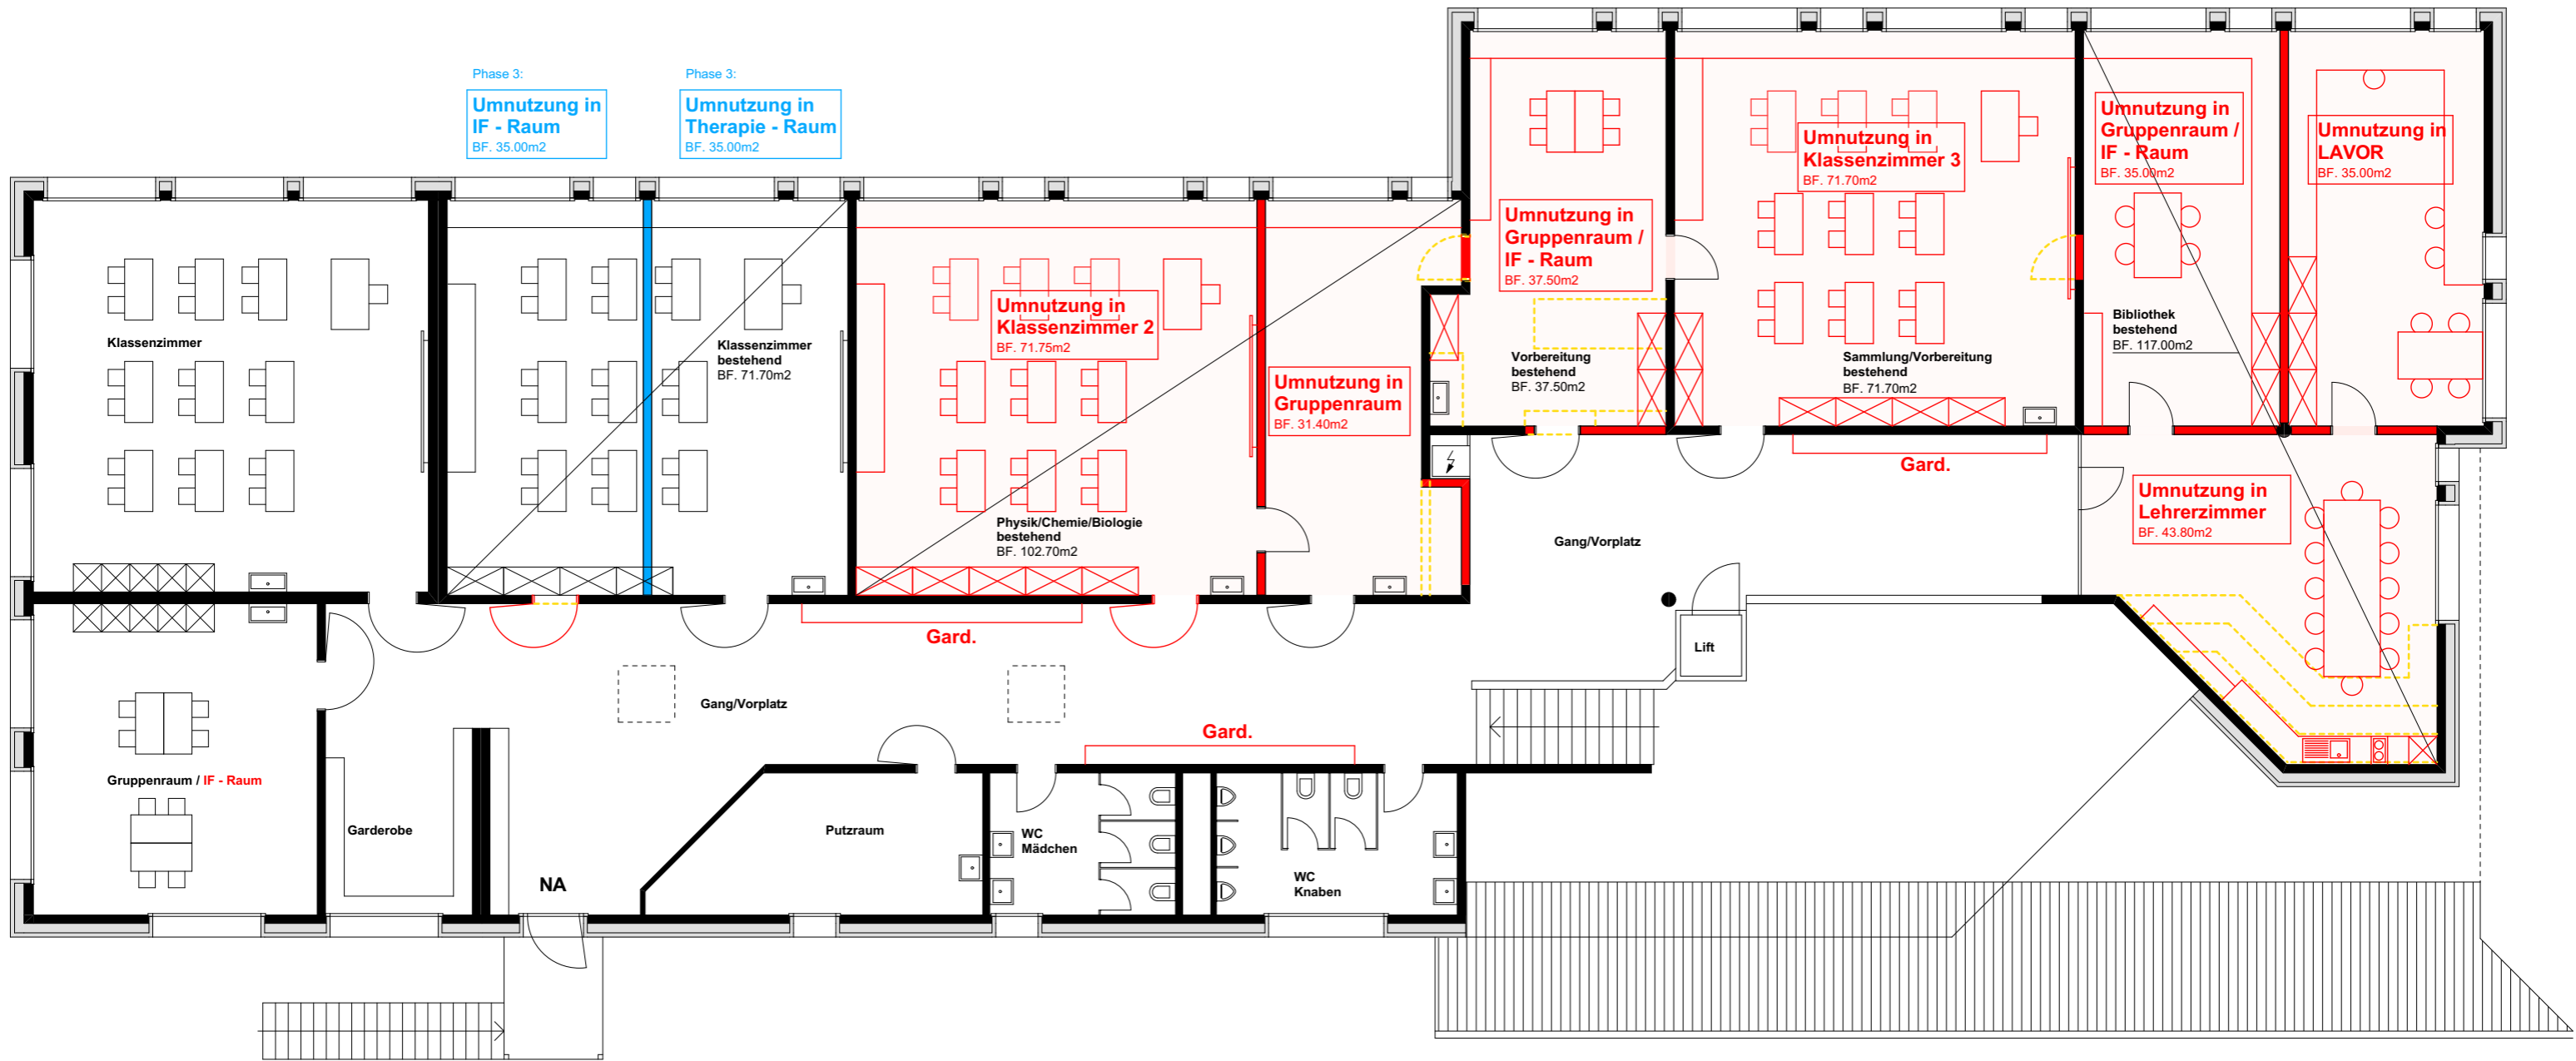 Phase 3:
Umnutzung in
IF - Raum
BF. 35.00m2
Phase 3:
Umnutzung in
Therapie - Raum
BF. 35.00m2
Umnutzung in
Klassenzimmer 3
BF. 71.70m2
Umnutzung in
Gruppenraum /
IF - Raum
BF. 35.00m2
Umnutzung in
LAVOR
BF. 35.00m2
Umnutzung in
Gruppenraum /
IF - Raum
BF. 37.50m2
Klassenzimmer
Klassenzimmer
bestehend
BF. 71.70m2
Umnutzung in
Klassenzimmer 2
BF. 71.75m2
Umnutzung in
Gruppenraum
BF. 31.40m2
Vorbereitung
bestehend
BF. 37.50m2
Sammlung/Vorbereitung
bestehend
BF. 71.70m2
Bibliothek
bestehend
BF. 117.00m2
Gard.
Umnutzung in
Lehrerzimmer
BF. 43.80m2
Physik/Chemie/Biologie
bestehend
BF. 102.70m2
Gang/Vorplatz
Gard.
Lift
Gang/Vorplatz
Gard.
Gruppenraum / IF - Raum
Garderobe
Putzraum
WC
Mädchen
WC
Knaben
NA